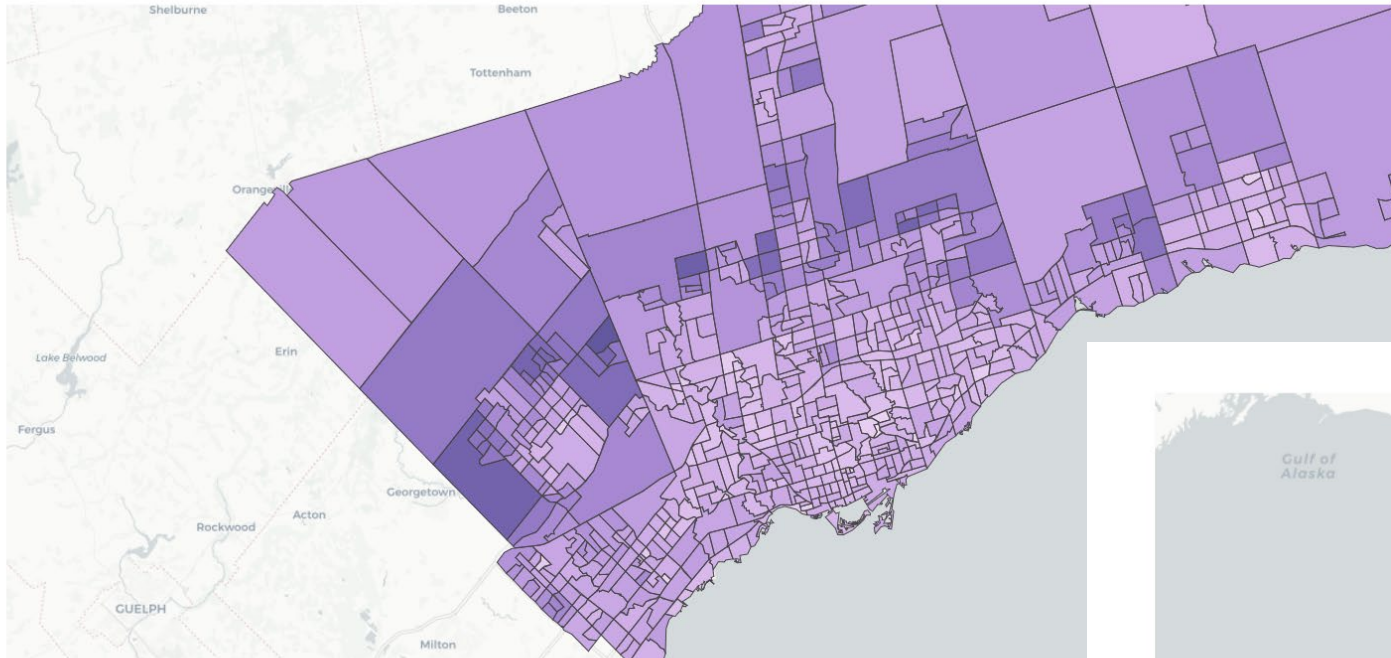 Shelburne
Beeton
Tottenham
Lake Belwood
Erin
Fergus
Gulf of
Alaska
Georgetown
Acton
Rockwood
GUELPH
Milton